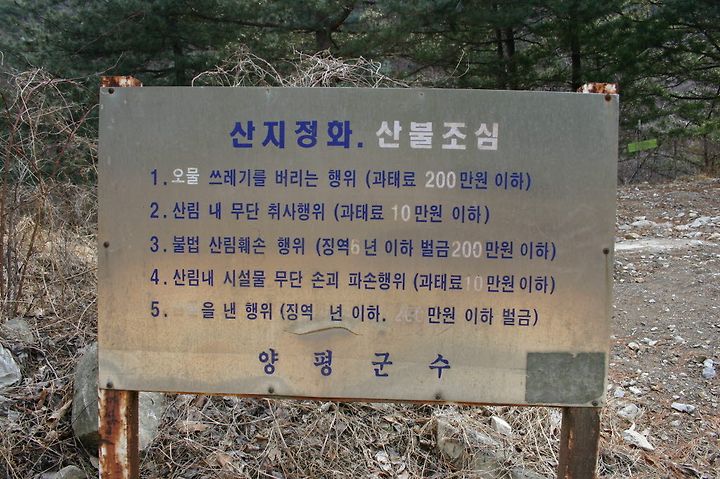 산지정화. 산불조심
1. 오물 쓰레기를 버리는 행위 (과태료 200만원 이하)
2. 산림 내 무단 취사행위 (과태료 10만원 이하)
3. 불법 산림훼손 행위 (징역 년 이하 벌금 200만원 이하)
4. 산림내 시설물 무단 손괴 파손행위 (과태료 10만원 이하)
5. 을 낸 행위 (징역 년 이하. 만원 이하 벌금)
양평군수